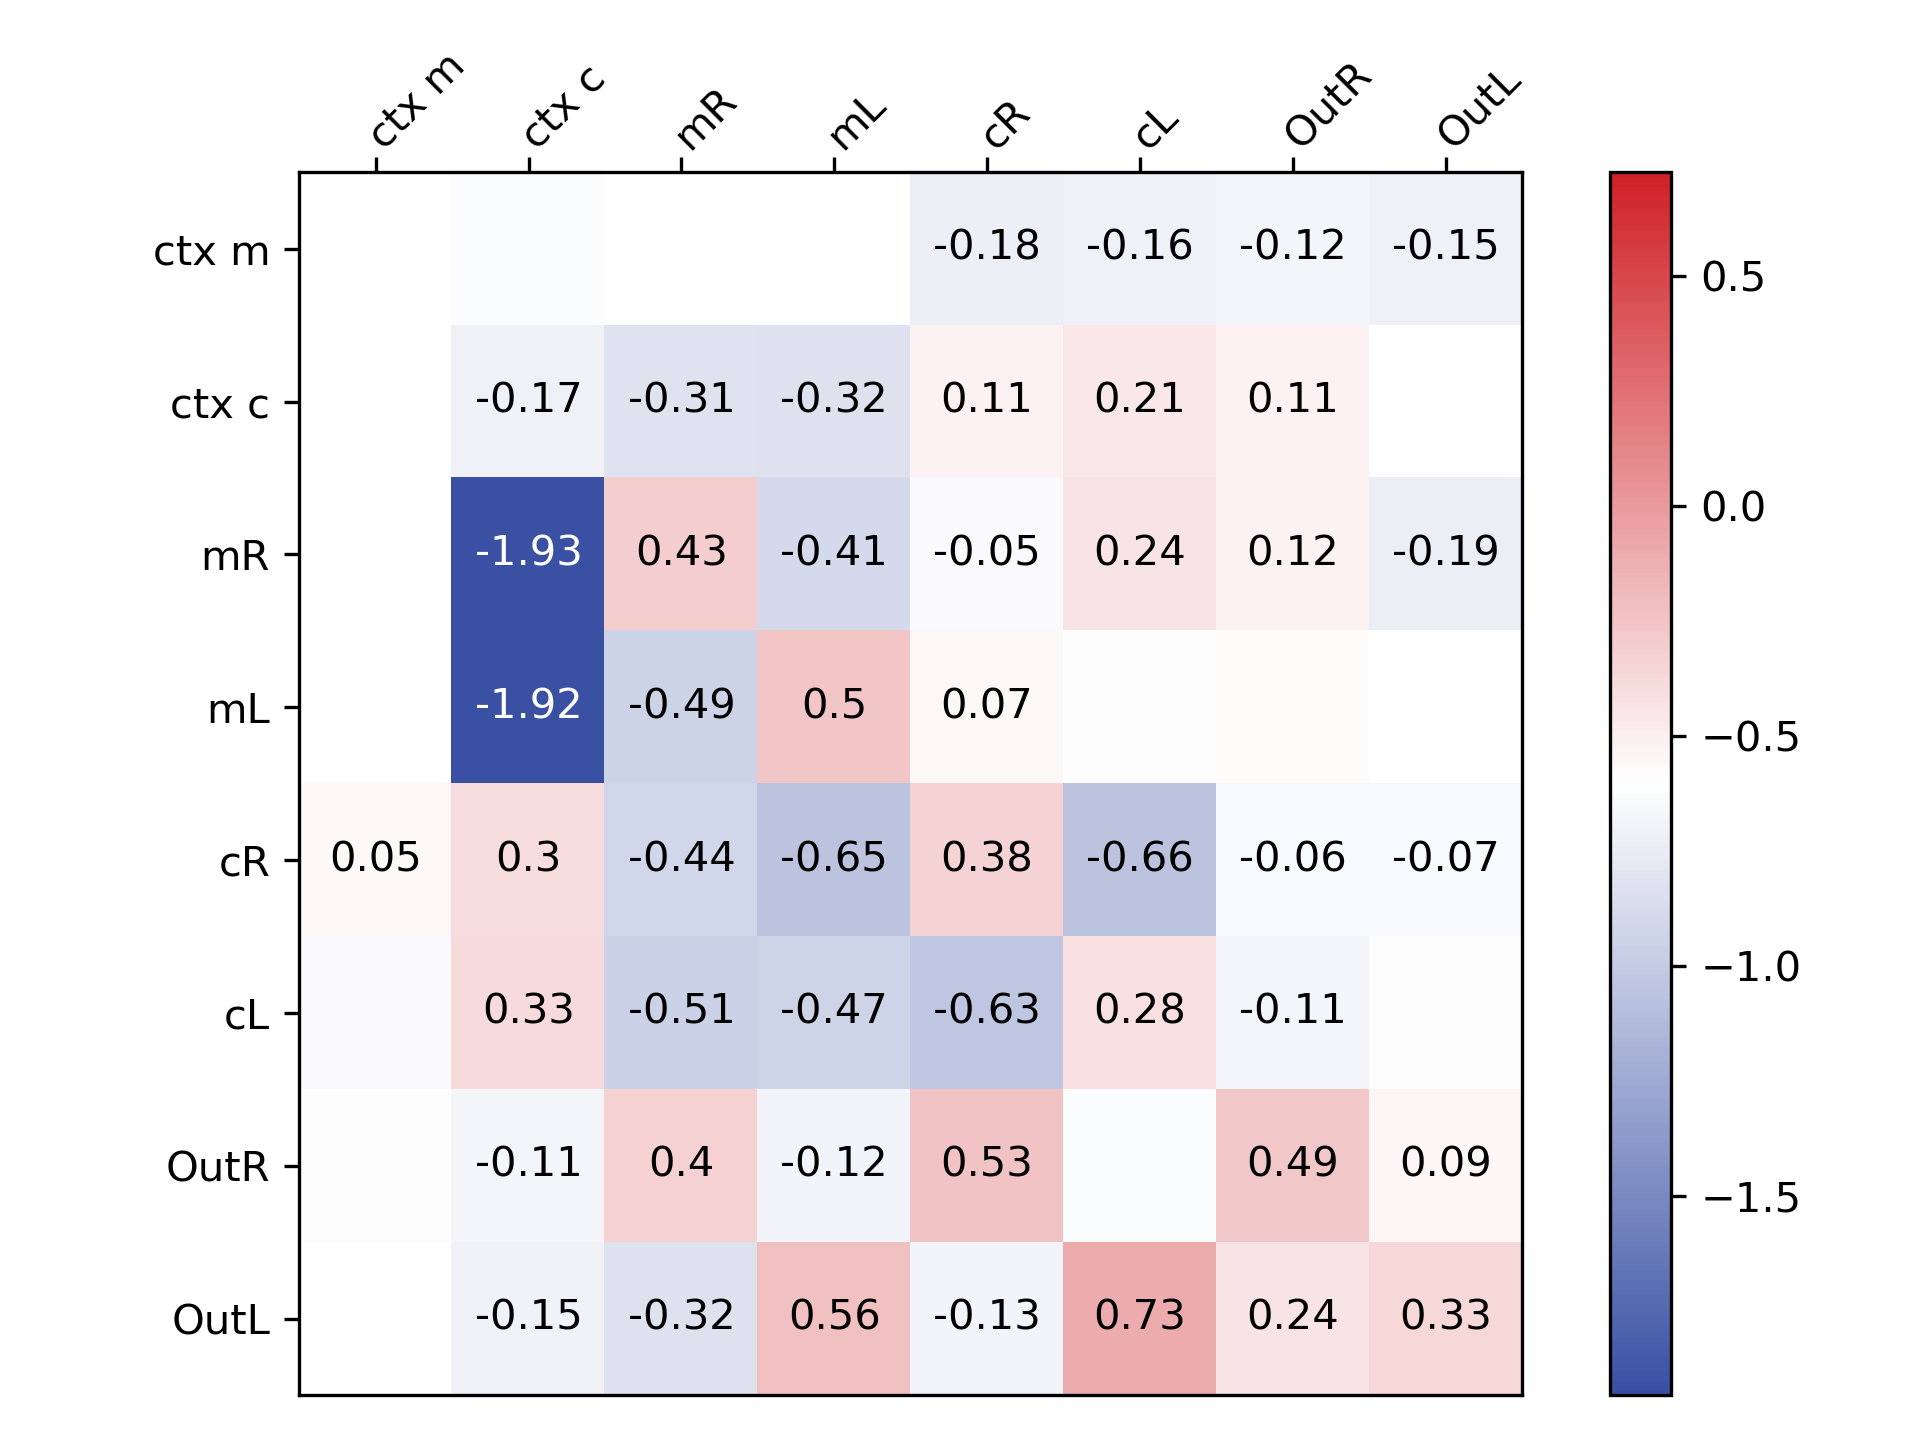 ctx m ctx c mR mL cR cL OutR OutL
ctx m -0.18 -0.16 -0.12 -0.15
ctx c -0.17 -0.31 -0.32 0.11 0.21 0.11
mR -1.93 0.43 -0.41 -0.05 0.24 0.12 -0.19
mL -1.92 -0.49 0.5 0.07
cR 0.05 0.3 -0.44 -0.65 0.38 -0.66 -0.06 -0.07
cL 0.33 -0.51 -0.47 -0.63 0.28 -0.11
OutR -0.11 0.4 -0.12 0.53 0.49 0.09
OutL -0.15 -0.32 0.56 -0.13 0.73 0.24 0.33
0.5
0.0
−0.5
−1.0
−1.5